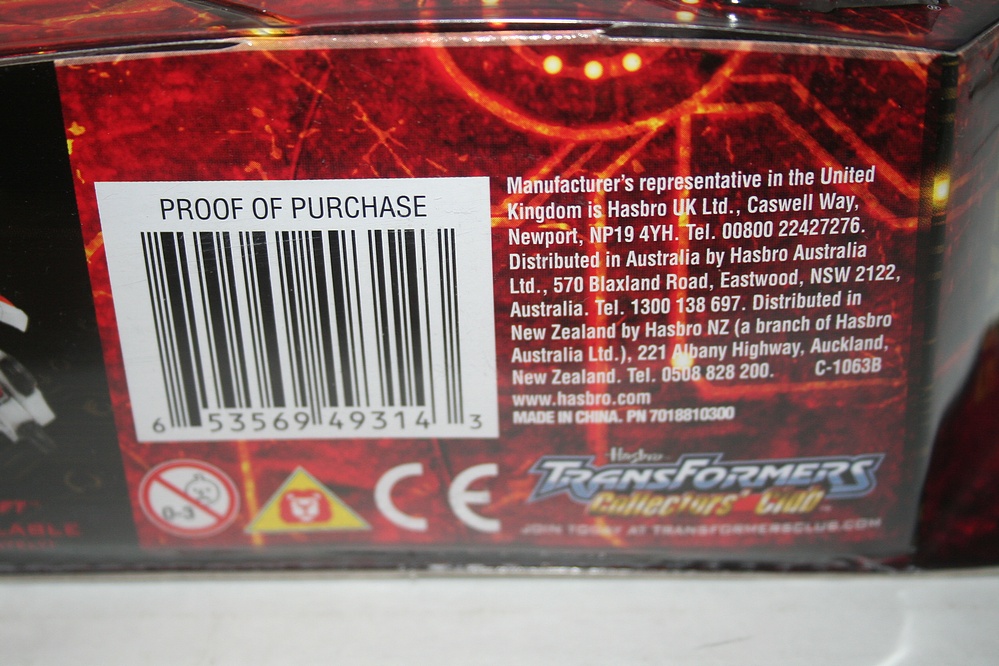 PROOF OF PURCHASE
6 53569 49314 3
Manufacturer's representative in the United
Kingdom is Hasbro UK Ltd., Caswell Way,
Newport, NP19 4YH. Tel. 00800 22427276.
Distributed in Australia by Hasbro Australia
Ltd., 570 Blaxland Road, Eastwood, NSW 2122,
Australia. Tel. 1300 138 697. Distributed in
New Zealand by Hasbro NZ (a branch of Hasbro
Australia Ltd.), 221 Albany Highway, Auckland,
New Zealand. Tel. 0508 828 200. C-1063B
www.hasbro.com
MADE IN CHINA. PN 7018810300
0-3
CE
Hasbro
TRANSFORMERS
Collectors' Club
JOIN TODAY AT TRANSFORMERSCLUB.COM